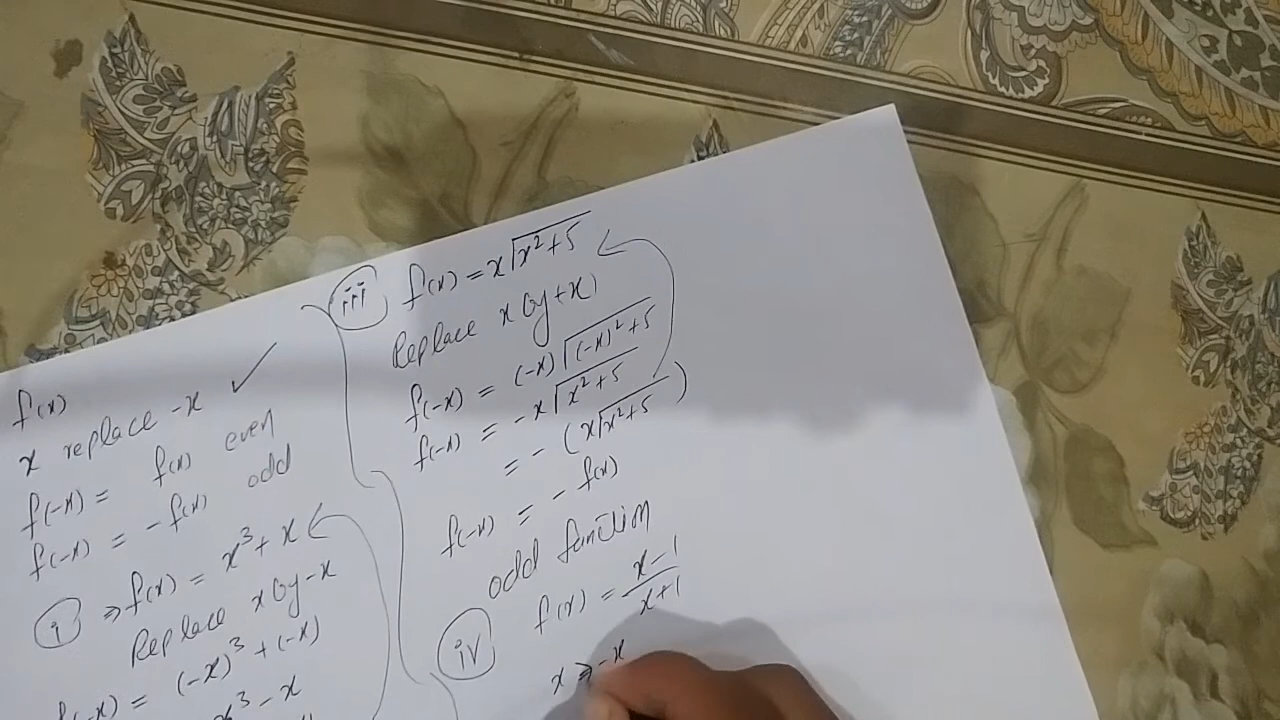 f(x)
x replace -x ✓
f(-x) = f(x) even
f(-x) = -f(x) odd
(i) ⇒ f(x) = x³ + x
Replace x by -x
f(-x) = (-x)³ + (-x)
x³ - x
(iii) f(x) = x√(x² + 5)
Replace x by +x)
f(-x) = (-x)√((-x)² + 5)
f(-x) = -x√(x² + 5)
= - (x√(x² + 5))
f(-x) = - f(x)
odd function
(iv) f(x) = (x - 1)/(x + 1)
x ⇒ -x